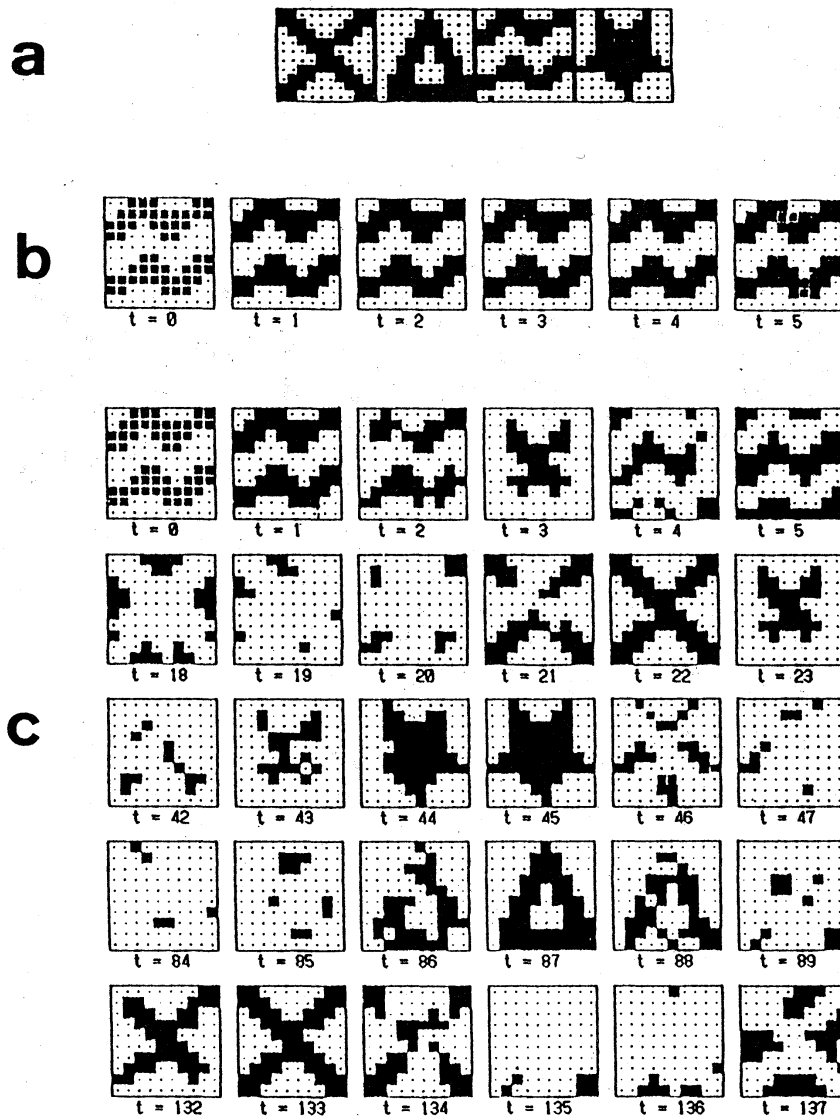 a
b
t = 0 t = 1 t = 2 t = 3 t = 4 t = 5
t = 0 t = 1 t = 2 t = 3 t = 4 t = 5
t = 18 t = 19 t = 20 t = 21 t = 22 t = 23
c
t = 42 t = 43 t = 44 t = 45 t = 46 t = 47
t = 84 t = 85 t = 86 t = 87 t = 88 t = 89
t = 132 t = 133 t = 134 t = 135 t = 136 t = 137